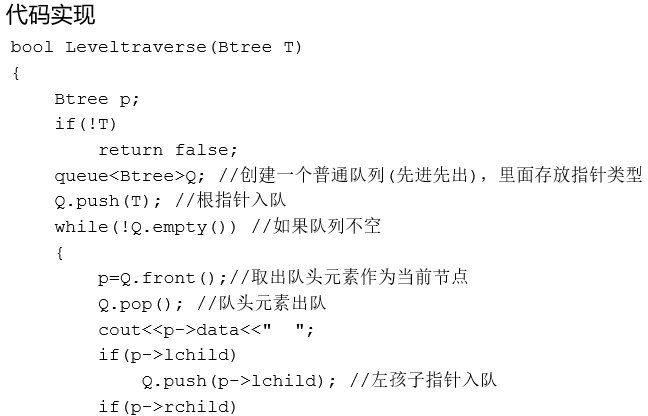 代码实现
bool Leveltraverse(Btree T)
{
    Btree p;
    if(!T)
        return false;
    queue<Btree>Q; //创建一个普通队列(先进先出)，里面存放指针类型
    Q.push(T); //根指针入队
    while(!Q.empty()) //如果队列不空
    {
        p=Q.front();//取出队头元素作为当前节点
        Q.pop(); //队头元素出队
        cout<<p->data<<"  ";
        if(p->lchild)
            Q.push(p->lchild); //左孩子指针入队
        if(p->rchild)